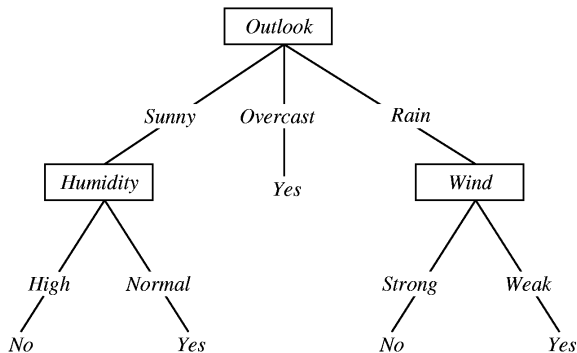 Outlook
Sunny Overcast Rain
Humidity Yes Wind
High Normal Strong Weak
No Yes No Yes